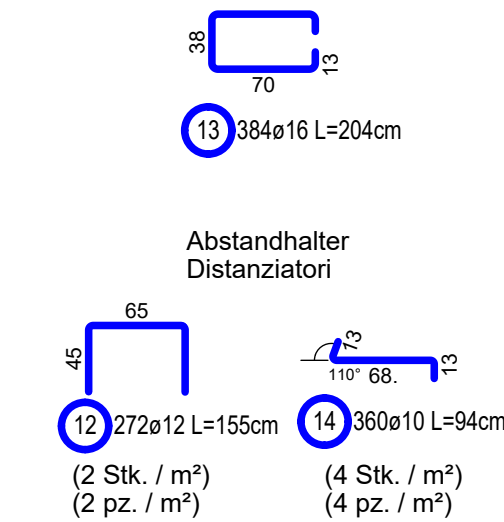 38
13
70
13 384ø16 L=204cm
Abstandhalter
Distanziatori
65
45
12 272ø12 L=155cm
(2 Stk. / m²)
(2 pz. / m²)
13
13
110° 68.
14 360ø10 L=94cm
(4 Stk. / m²)
(4 pz. / m²)